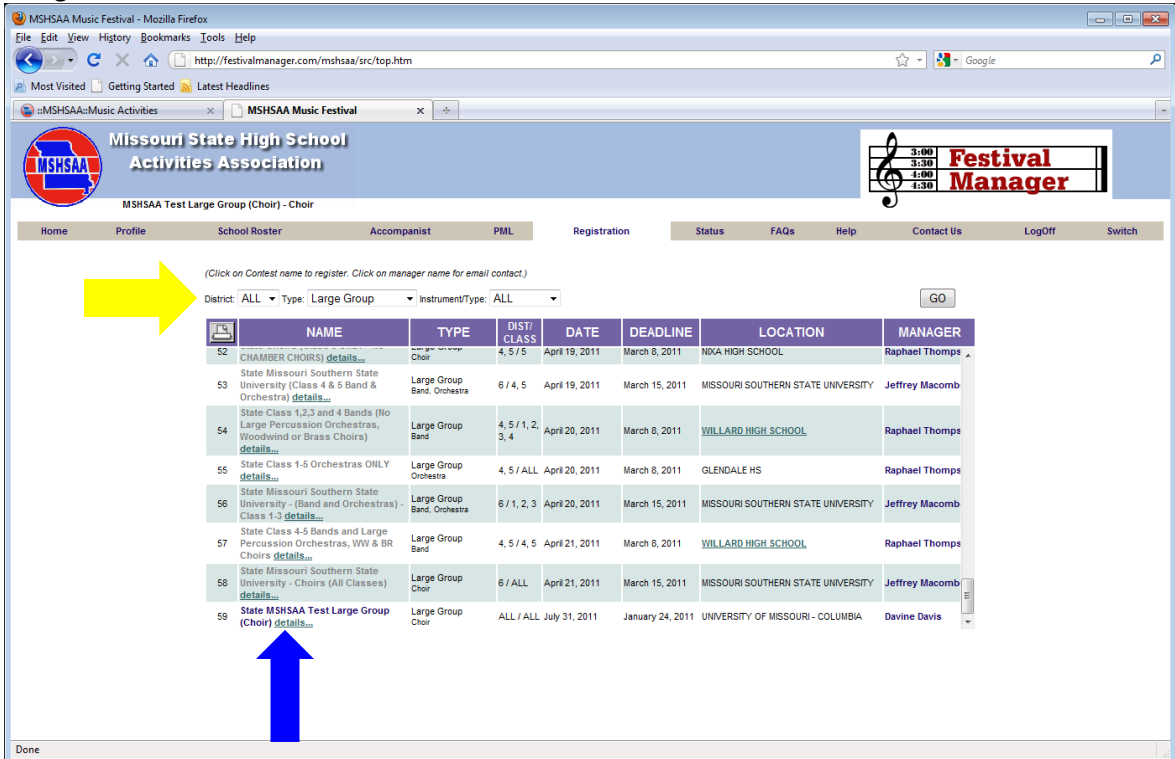 MSHSAA Music Festival - Mozilla Firefox
File Edit View History Bookmarks Tools Help
http://festivalmanager.com/mshsaa/src/top.htm
Google
Most Visited Getting Started Latest Headlines
::MSHSAA::Music Activities
MSHSAA Music Festival
MSHSAA
Missouri State High School
Activities Association
MSHSAA Test Large Group (Choir) - Choir
3:00
3:30
4:00
4:30
Festival
Manager
Home Profile School Roster Accompanist PML Registration Status FAQs Help Contact Us LogOff Switch
(Click on Contest name to register. Click on manager name for email contact.)
District: ALL Type: Large Group Instrument/Type: ALL GO
NAME TYPE DIST/ CLASS DATE DEADLINE LOCATION MANAGER
52 CHAMBER CHOIRS) details... Choir 4, 5 / 5 April 19, 2011 March 8, 2011 NIXA HIGH SCHOOL Raphael Thomps
53 State Missouri Southern State
University (Class 4 & 5 Band &
Orchestra) details...
Large Group
Band, Orchestra
6 / 4, 5 April 19, 2011 March 15, 2011 MISSOURI SOUTHERN STATE UNIVERSITY Jeffrey Macomb
54 State Class 1,2,3 and 4 Bands (No
Large Percussion Orchestras,
Woodwind or Brass Choirs)
details...
Large Group
Band
4, 5 / 1, 2,
3, 4
April 20, 2011 March 8, 2011 WILLARD HIGH SCHOOL Raphael Thomps
55 State Class 1-5 Orchestras ONLY
details...
Large Group
Orchestra
4, 5 / ALL April 20, 2011 March 8, 2011 GLENDALE HS Raphael Thomps
56 State Missouri Southern State
University - (Band and Orchestras) -
Class 1-3 details...
Large Group
Band, Orchestra
6 / 1, 2, 3 April 20, 2011 March 15, 2011 MISSOURI SOUTHERN STATE UNIVERSITY Jeffrey Macomb
57 State Class 4-5 Bands and Large
Percussion Orchestras, WW & BR
Choirs details...
Large Group
Band
4, 5 / 4, 5 April 21, 2011 March 8, 2011 WILLARD HIGH SCHOOL Raphael Thomps
58 State Missouri Southern State
University - Choirs (All Classes)
details...
Large Group
Choir
6 / ALL April 21, 2011 March 15, 2011 MISSOURI SOUTHERN STATE UNIVERSITY Jeffrey Macomb
59 State MSHSAA Test Large Group
(Choir) details...
Large Group
Choir
ALL / ALL July 31, 2011 January 24, 2011 UNIVERSITY OF MISSOURI - COLUMBIA Davine Davis
Done